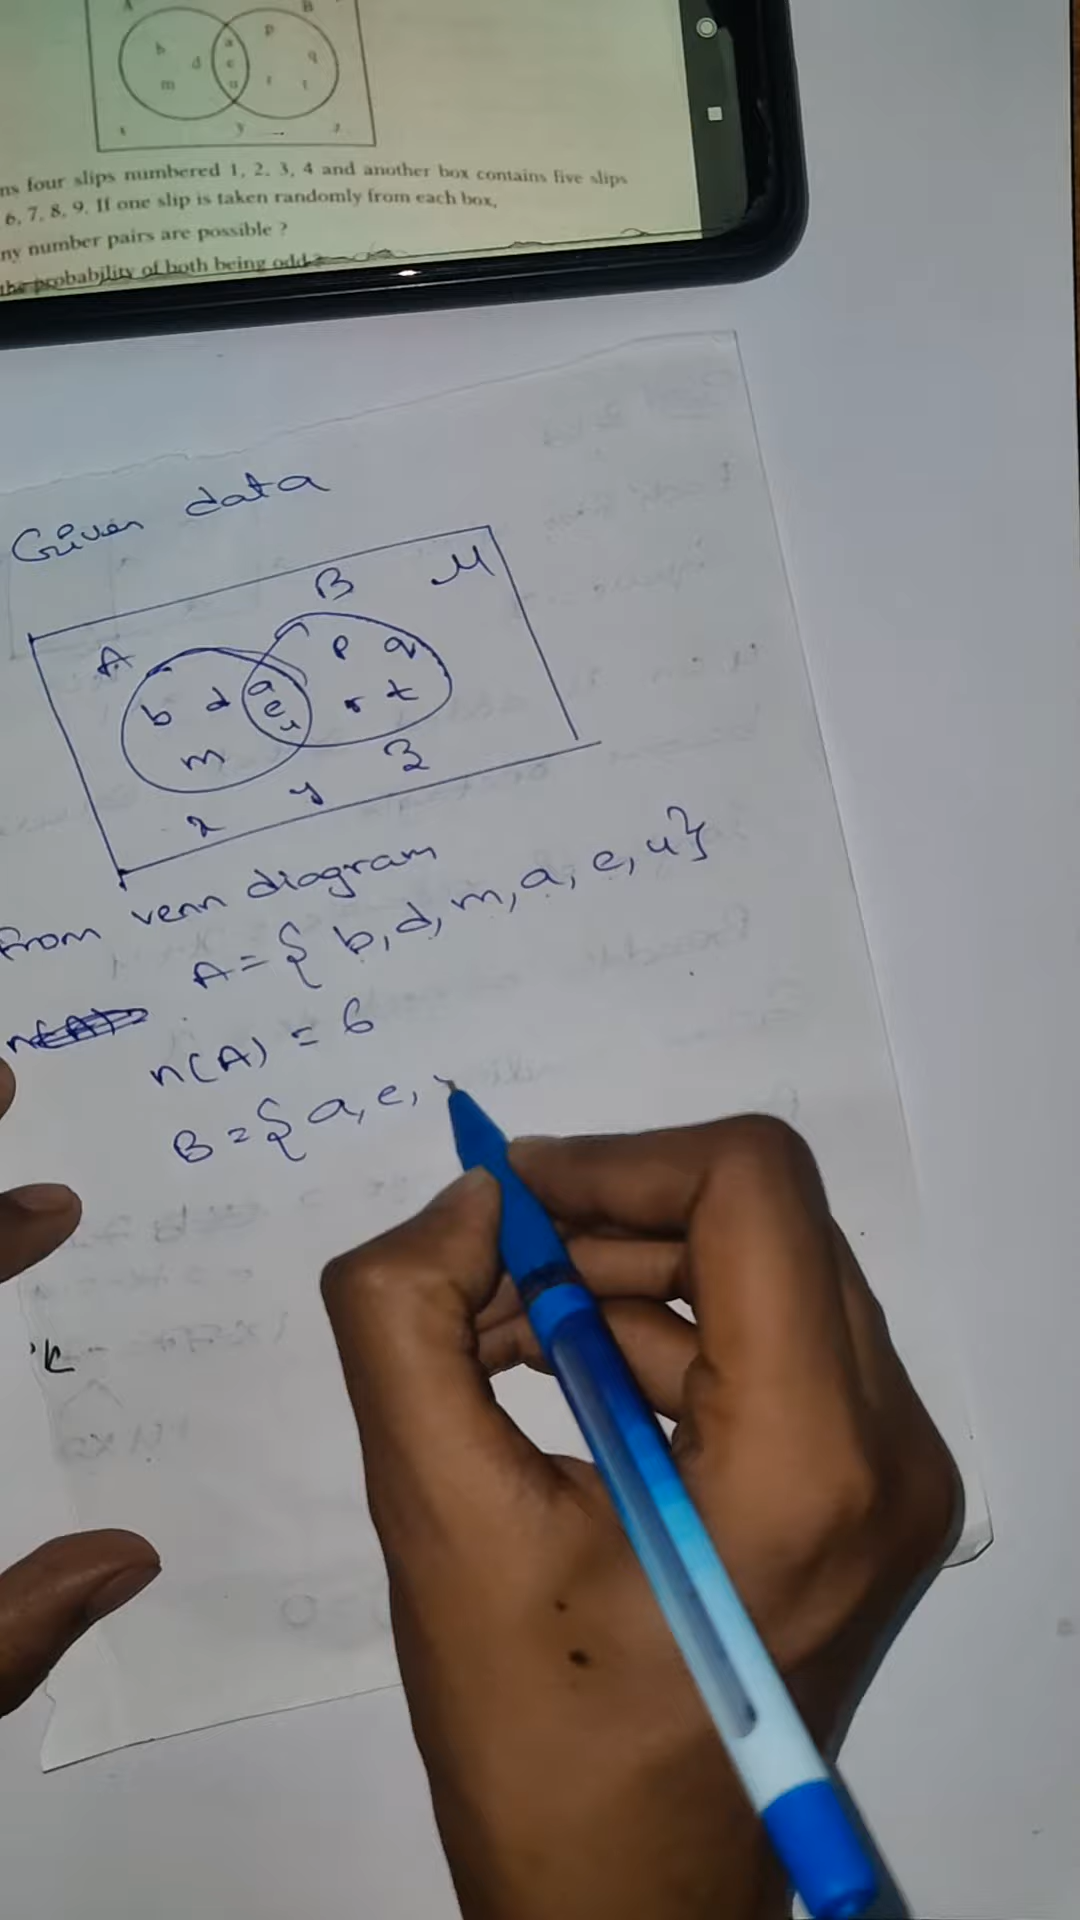 A B
b d a e u p q r t
m
x y z
ns four slips numbered 1, 2, 3, 4 and another box contains five slips
6, 7, 8, 9. If one slip is taken randomly from each box,
ny number pairs are possible ?
the probability of both being odd
Given data
B M
A
b d a e u p q r t
m
x y z
From venn diagram
A = { b, d, m, a, e, u }
n(A) = 6
B = { a, e,